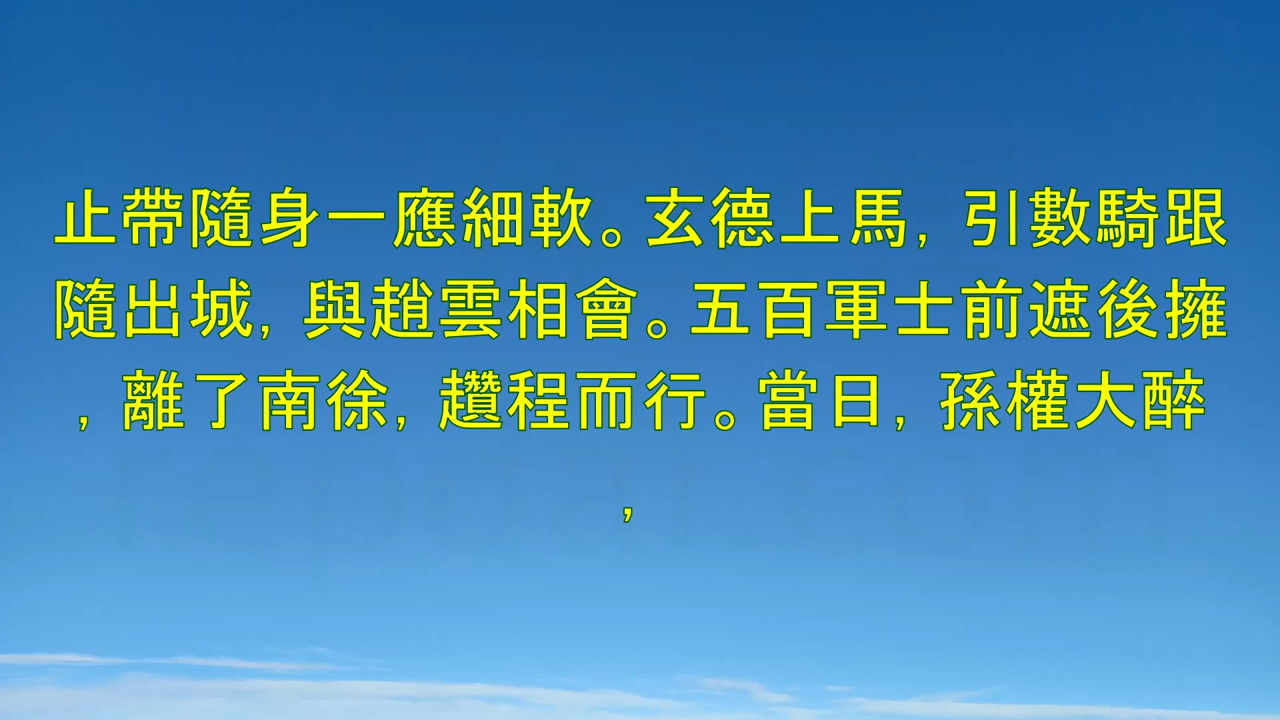 止帶隨身一應細軟。玄德上馬，引數騎跟
隨出城，與趙雲相會。五百軍士前遮後擁
，離了南徐，趲程而行。當日，孫權大醉
，